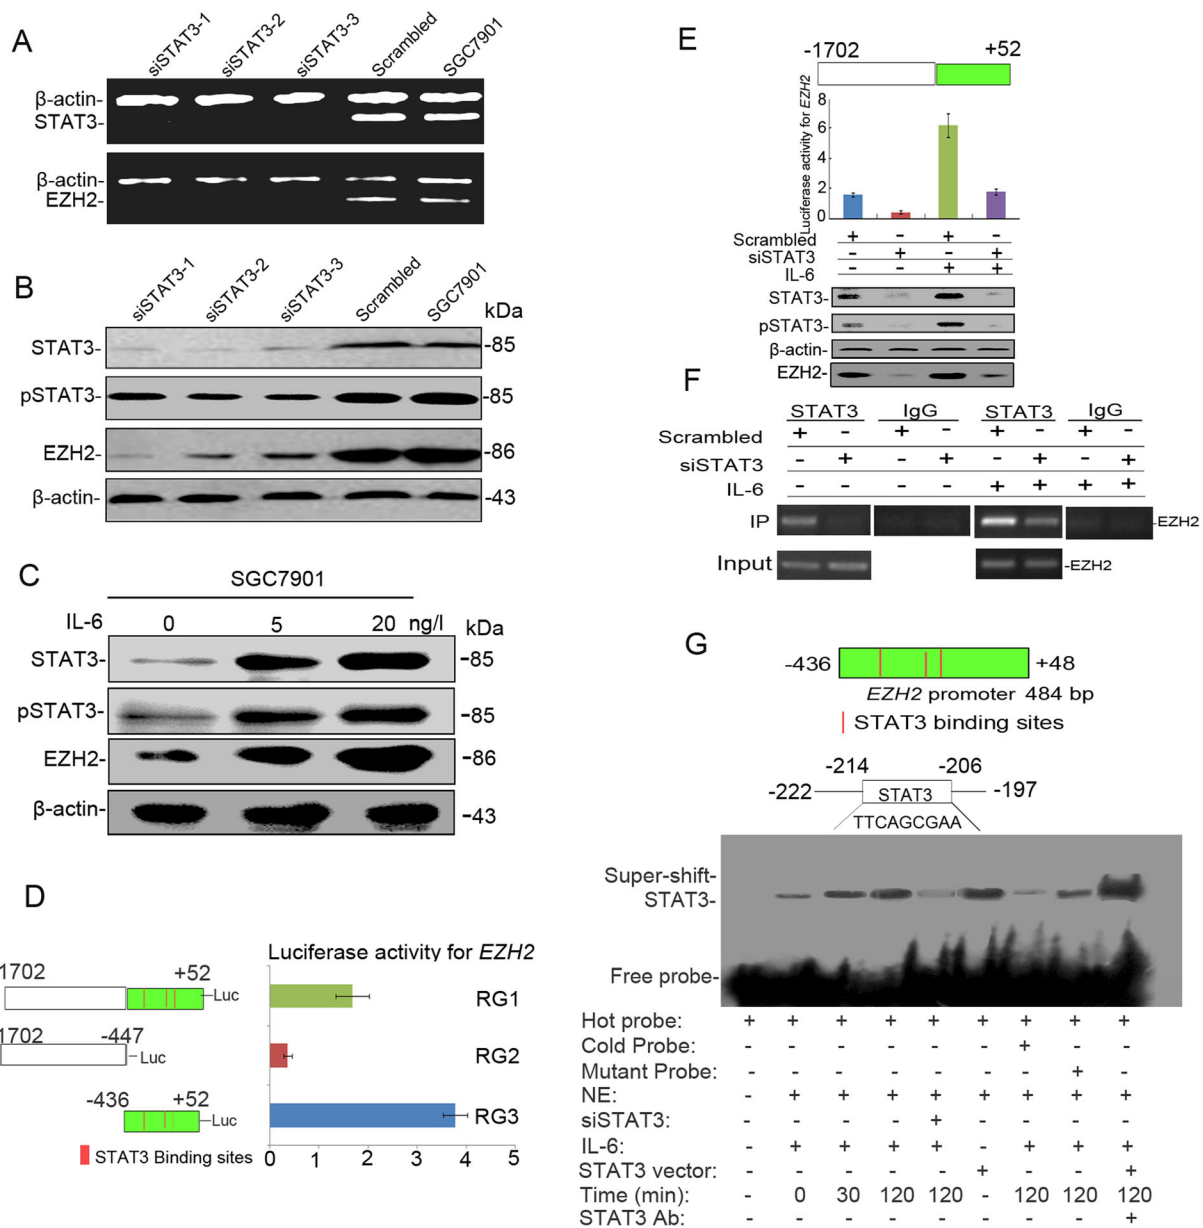 A
siSTAT3-1 siSTAT3-2 siSTAT3-3 Scrambled SGC7901
β-actin-
STAT3-
β-actin-
EZH2-
B
siSTAT3-1 siSTAT3-2 siSTAT3-3 Scrambled SGC7901 kDa
STAT3- -85
pSTAT3- -85
EZH2- -86
β-actin- -43
C
SGC7901
IL-6 0 5 20 ng/l kDa
STAT3- -85
pSTAT3- -85
EZH2- -86
β-actin- -43
D
Luciferase activity for EZH2
1702 +52
Luc
RG1
1702 -447
Luc
RG2
-436 +52
Luc
RG3
STAT3 Binding sites
0 1 2 3 4 5
E
-1702 +52
Luciferase activity for EZH2
8
6
4
2
0
Scrambled + - + -
siSTAT3 - + - +
IL-6 - - + +
STAT3-
pSTAT3-
β-actin-
EZH2-
F
STAT3 IgG STAT3 IgG
Scrambled + - + - + - + -
siSTAT3 - + - + - + - +
IL-6 - - - - + + + +
IP -EZH2
Input -EZH2
G
-436 +48
EZH2 promoter 484 bp
STAT3 binding sites
-214 -206
-222 STAT3 -197
TTCAGCGAA
Super-shift-
STAT3-
Free probe-
Hot probe: + + + + + + + + +
Cold Probe: - - - - - - + - -
Mutant Probe: - - - - - - - + -
NE: - + + + + + + + +
siSTAT3: - - - - + - - - -
IL-6: - + + + + - + + +
STAT3 vector: - - - - - + - - +
Time (min): - 0 30 120 120 - 120 120 120
STAT3 Ab: - - - - - - - - +